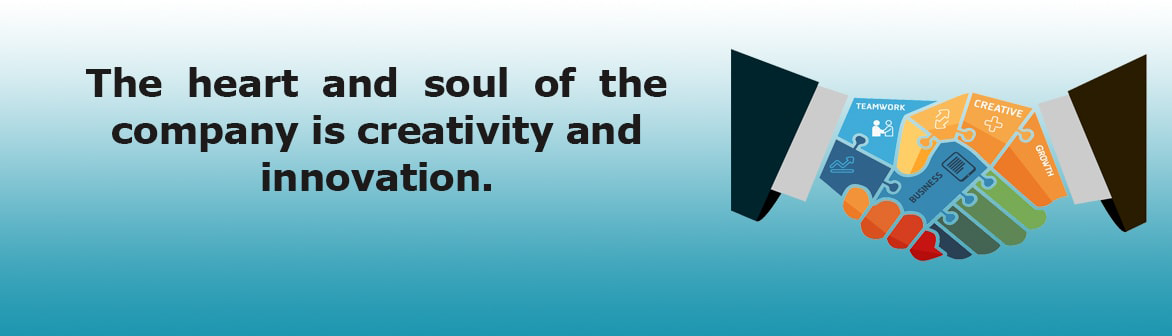 The heart and soul of the
company is creativity and
innovation.
TEAMWORK
CREATIVE
GROWTH
BUSINESS